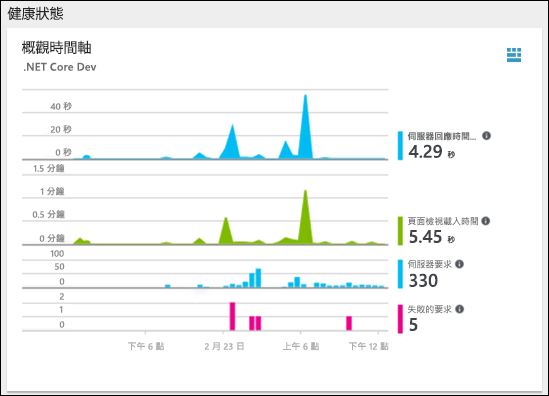 健康狀態
概觀時間軸
.NET Core Dev
40 秒
20 秒
0 秒
伺服器回應時間...
4.29 秒
1.5 分鐘
1 分鐘
0.5 分鐘
0 分鐘
頁面檢視載入時間
5.45 秒
100
50
0
伺服器要求
330
2
1
0
失敗的要求
5
下午 6 點
2 月 23 日
上午 6 點
下午 12 點